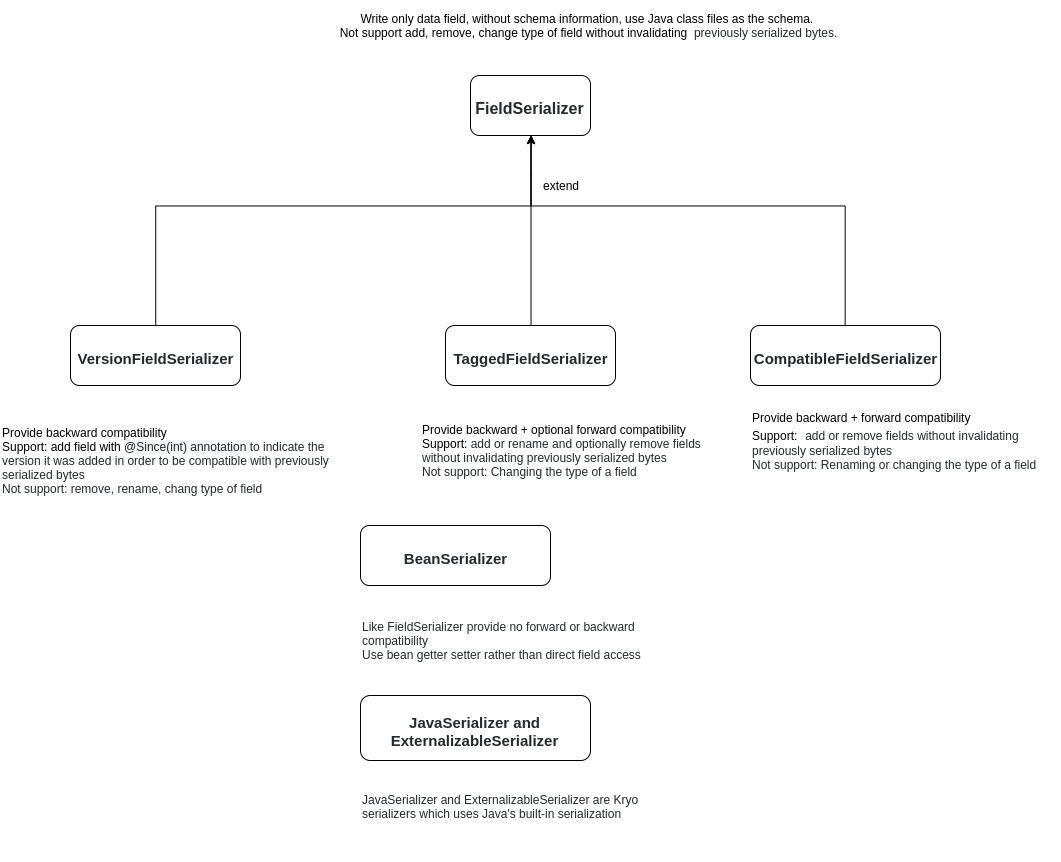 Write only data field, without schema information, use Java class files as the schema.
Not support add, remove, change type of field without invalidating previously serialized bytes.
FieldSerializer
extend
VersionFieldSerializer
TaggedFieldSerializer
CompatibleFieldSerializer
Provide backward compatibility
Support: add field with @Since(int) annotation to indicate the
version it was added in order to be compatible with previously
serialized bytes
Not support: remove, rename, chang type of field
Provide backward + optional forward compatibility
Support: add or rename and optionally remove fields
without invalidating previously serialized bytes
Not support: Changing the type of a field
Provide backward + forward compatibility
Support: add or remove fields without invalidating
previously serialized bytes
Not support: Renaming or changing the type of a field
BeanSerializer
Like FieldSerializer provide no forward or backward
compatibility
Use bean getter setter rather than direct field access
JavaSerializer and
ExternalizableSerializer
JavaSerializer and ExternalizableSerializer are Kryo
serializers which uses Java's built-in serialization